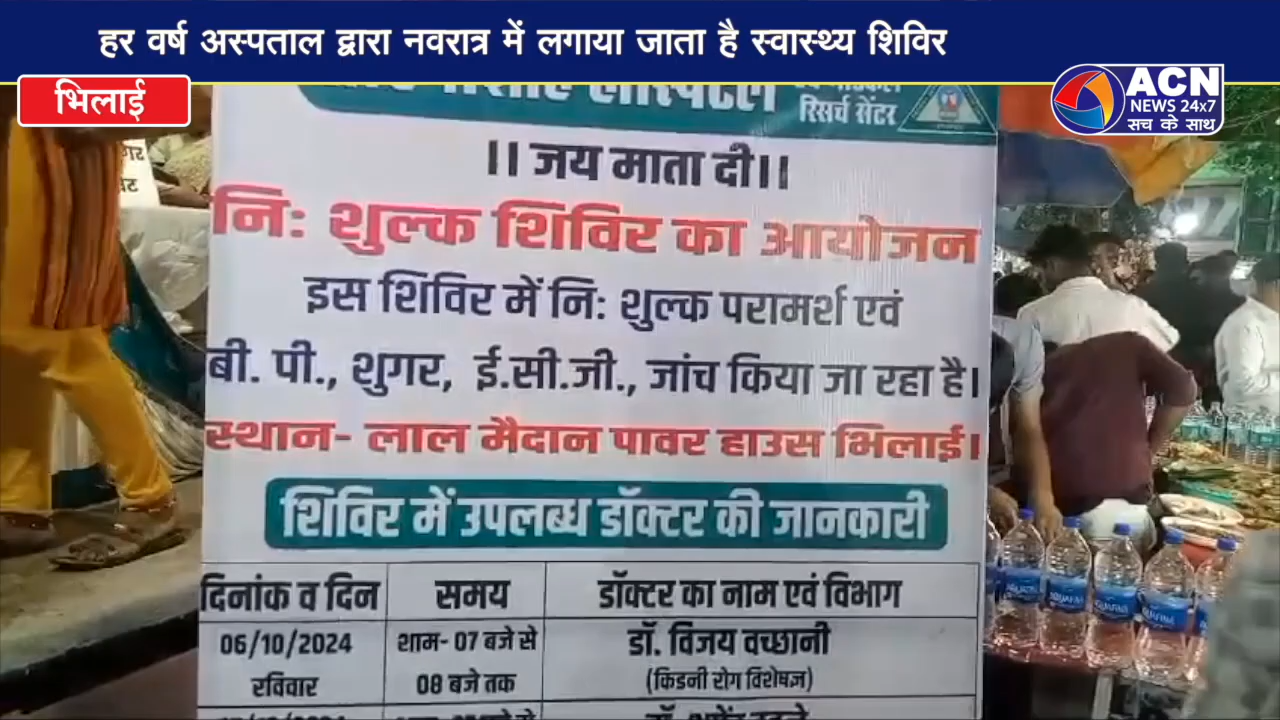 हर वर्ष अस्पताल द्वारा नवरात्र में लगाया जाता है स्वास्थ्य शिविर
भिलाई
ACN
NEWS 24x7
सच के साथ
रिसर्च सेंटर
।। जय माता दी।।
नि: शुल्क शिविर का आयोजन
इस शिविर में नि: शुल्क परामर्श एवं
बी. पी., शुगर, ई.सी.जी., जांच किया जा रहा है।
स्थान- लाल मैदान पावर हाउस भिलाई।
शिविर में उपलब्ध डॉक्टर की जानकारी
दिनांक व दिन समय डॉक्टर का नाम एवं विभाग
06/10/2024 शाम- 07 बजे से डॉ. विजय वच्छानी
रविवार 08 बजे तक (किडनी रोग विशेषज्ञ)
AQUAFINA